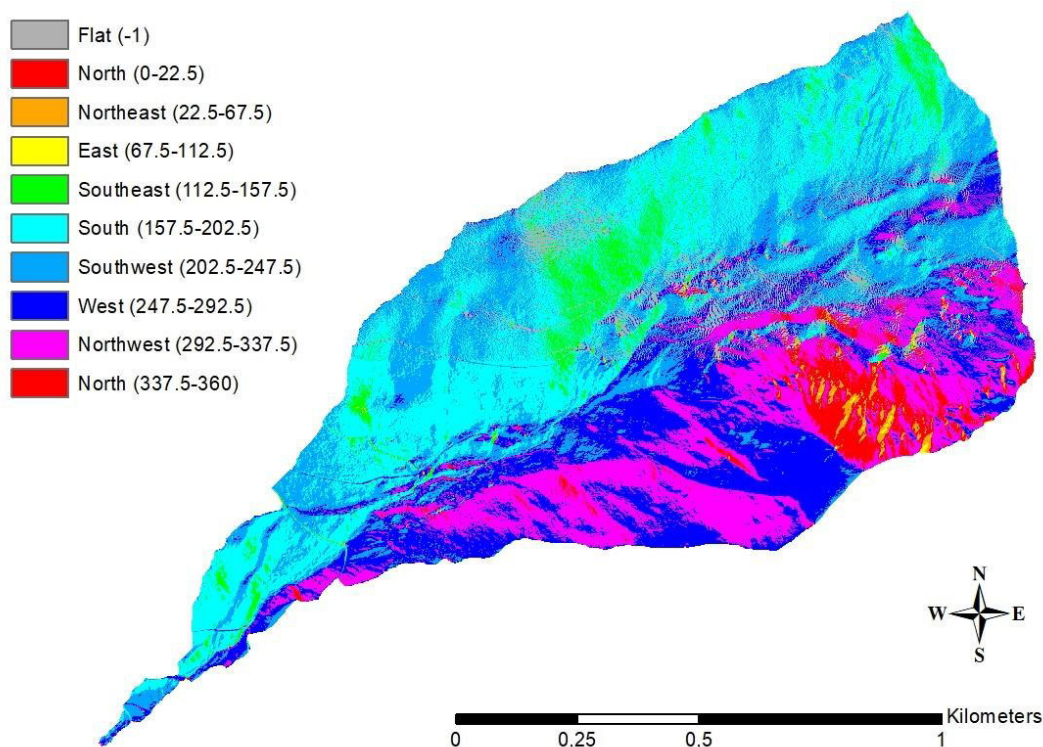 Flat (-1)
North (0-22.5)
Northeast (22.5-67.5)
East (67.5-112.5)
Southeast (112.5-157.5)
South (157.5-202.5)
Southwest (202.5-247.5)
West (247.5-292.5)
Northwest (292.5-337.5)
North (337.5-360)
N
W E
S
Kilometers
0 0.25 0.5 1